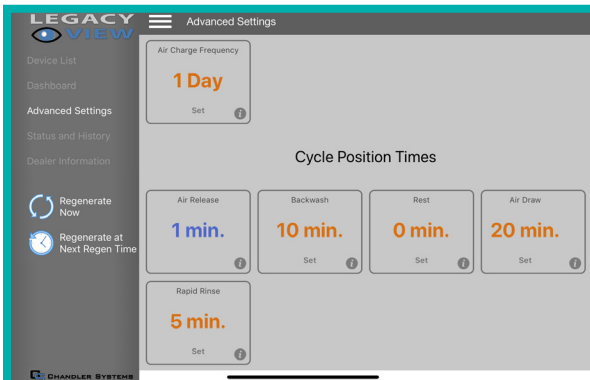 LEGACY
VIEW
Device List
Dashboard
Advanced Settings
Status and History
Dealer Information
Regenerate
Now
Regenerate at
Next Regen Time
CHANDLER SYSTEMS
Advanced Settings
Air Charge Frequency
1 Day
Set
i
Cycle Position Times
Air Release
1 min.
i
Backwash
10 min.
Set
i
Rest
0 min.
Set
i
Air Draw
20 min.
Set
i
Rapid Rinse
5 min.
Set
i